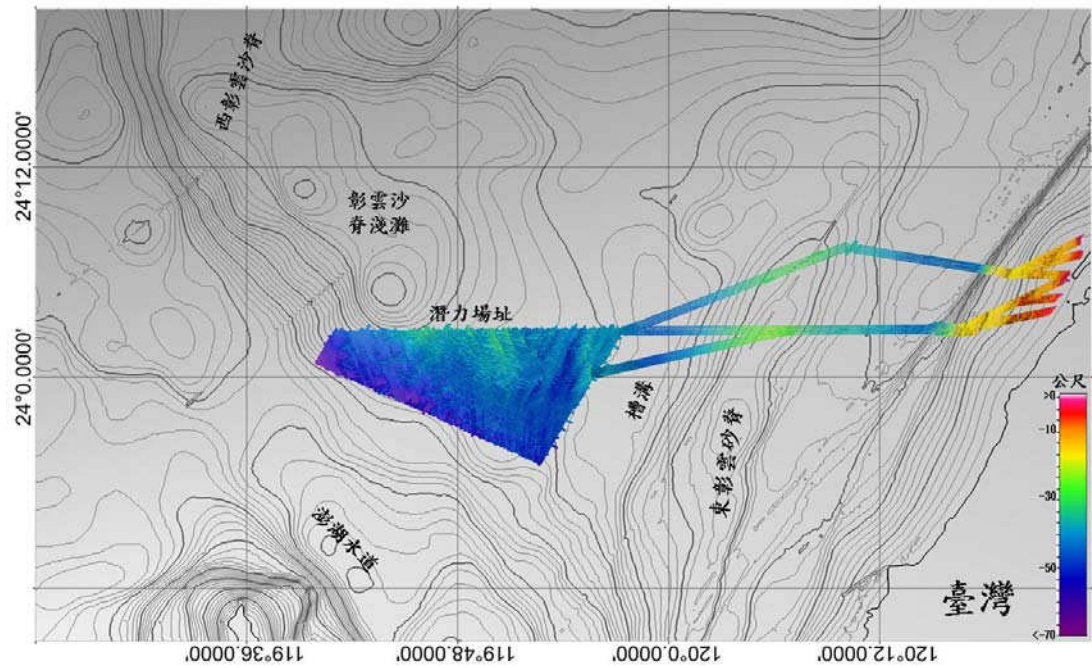 西彰雲沙脊
24°12.0000'
彰雲沙
脊淺灘
潛力場址
24°0.0000'
槽溝
東彰雲砂脊
澎湖水道
臺灣
公尺
>0
-10
-30
-50
<-70
119°36.0000'
119°48.0000'
120°0.0000'
120°12.0000'